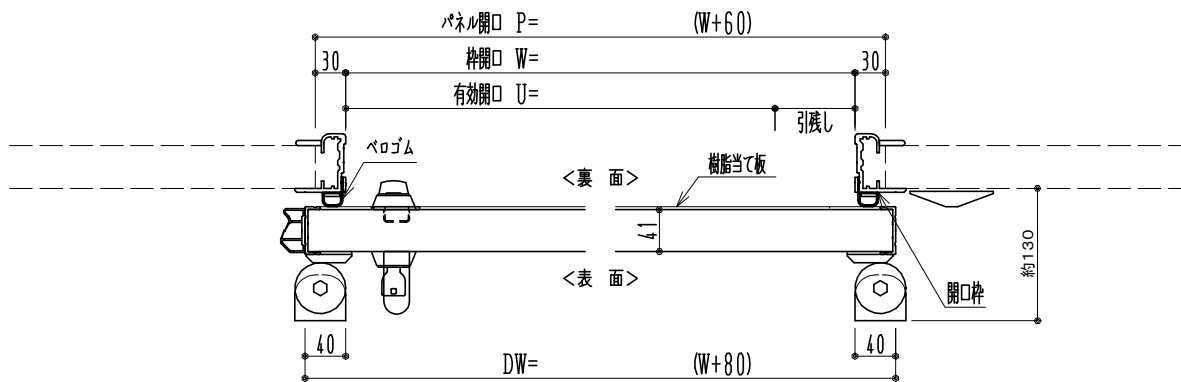 パネル開口 P= (W+60)
30 枠開口 W= 30
有効開口 U=
引残し
ベロゴム
樹脂当て板
<裏 面>
41
<表 面>
約130
開口枠
40 40
DW= (W+80)